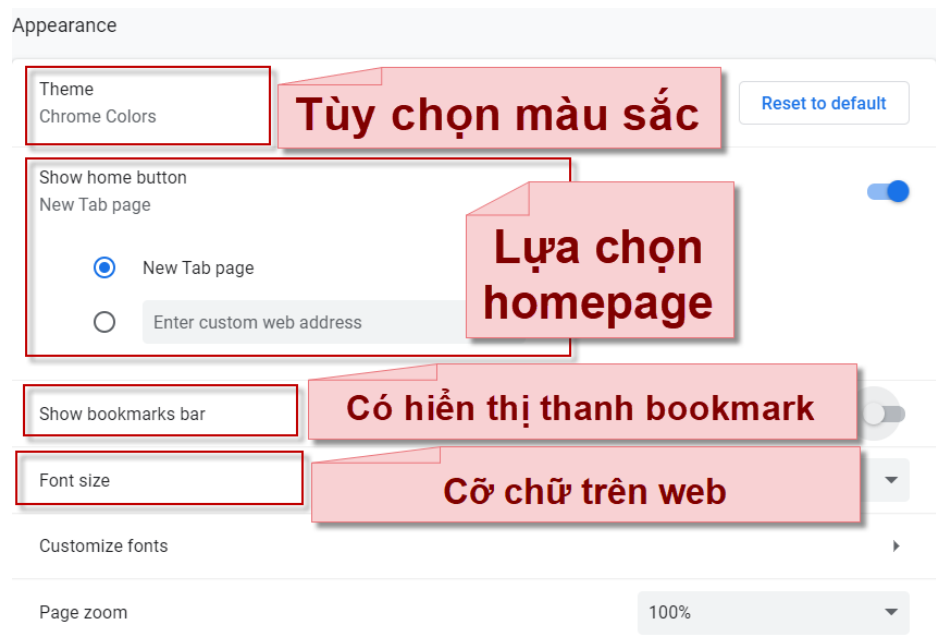 Appearance
Theme
Chrome Colors
Tùy chọn màu sắc
Reset to default
Show home button
New Tab page
Lựa chọn
homepage
New Tab page
Enter custom web address
Show bookmarks bar
Có hiển thị thanh bookmark
Font size
Cỡ chữ trên web
Customize fonts
Page zoom
100%